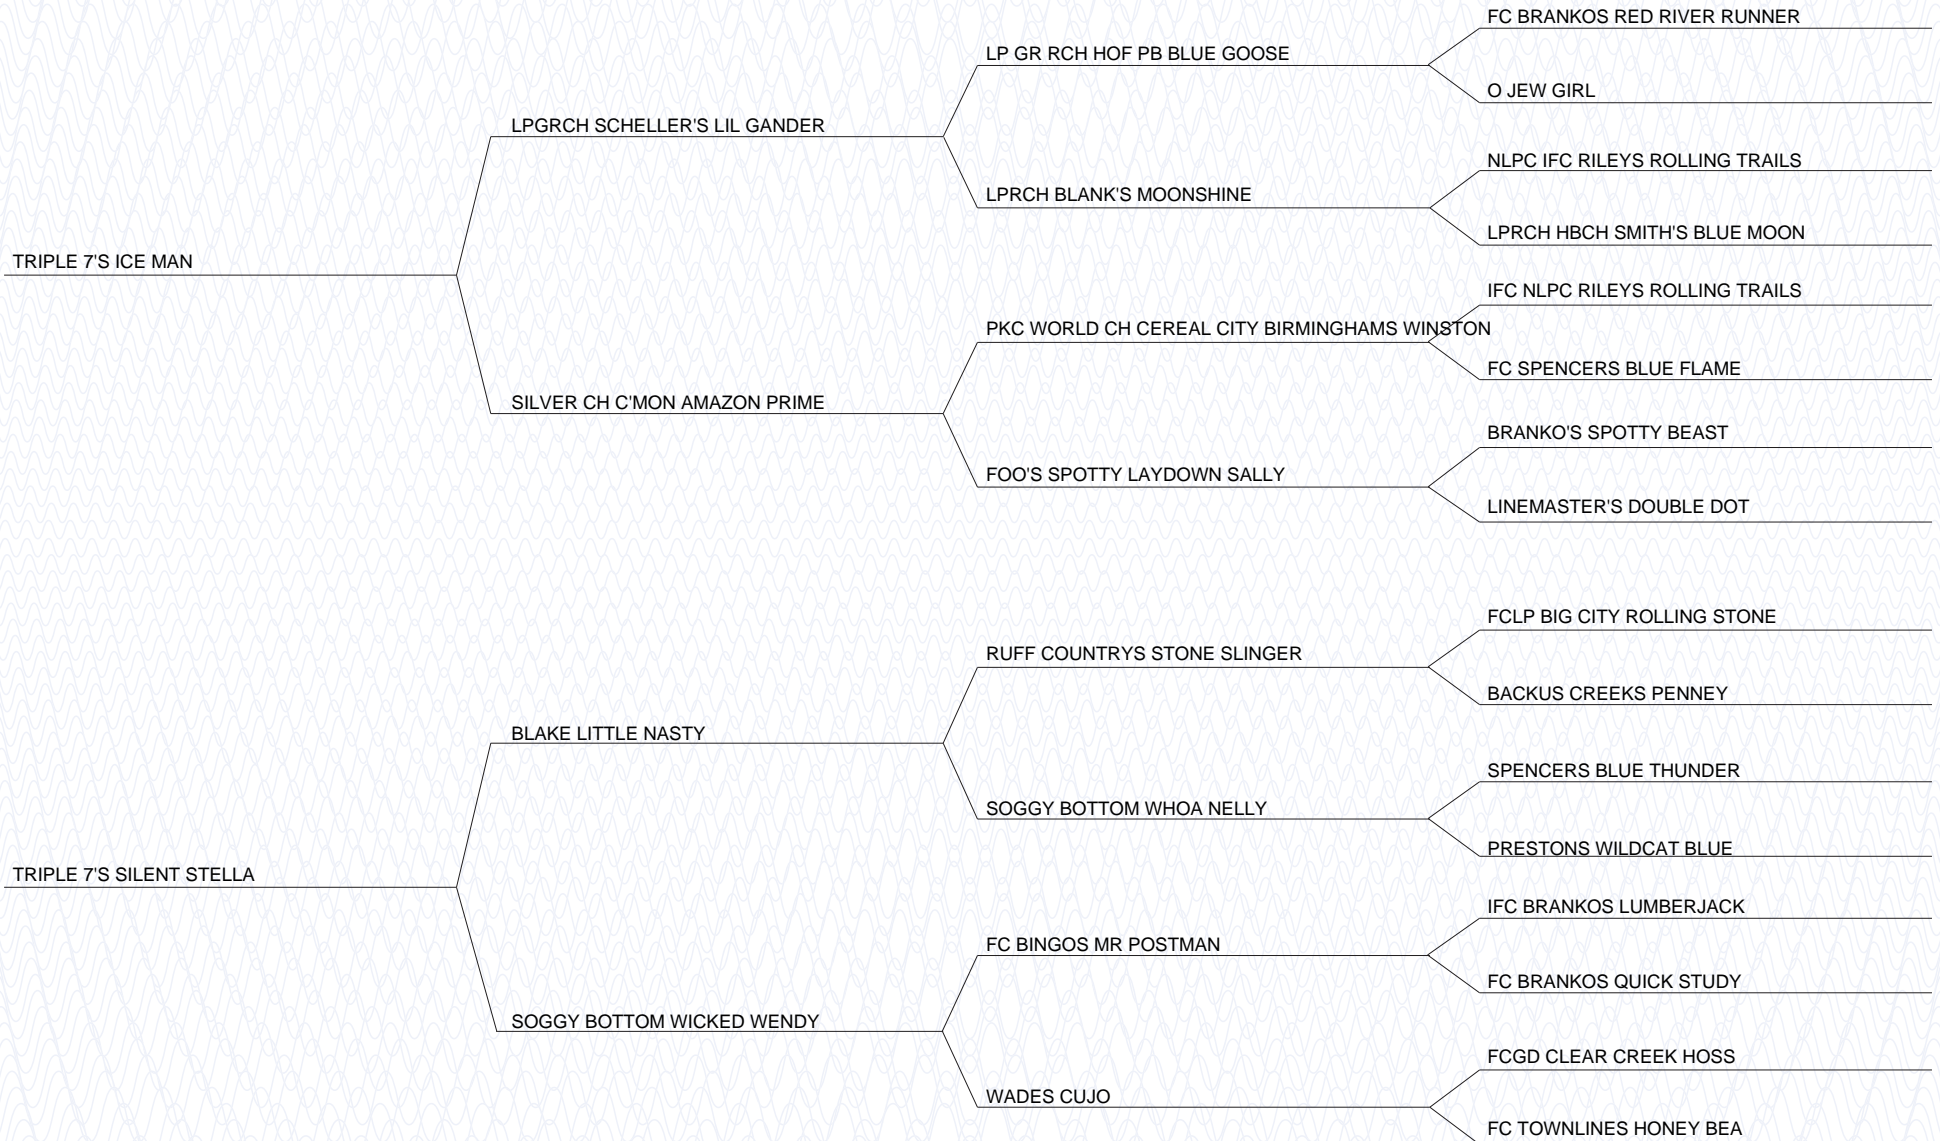 FC BRANKOS RED RIVER RUNNER
LP GR RCH HOF PB BLUE GOOSE
O JEW GIRL
LPGRCH SCHELLER'S LIL GANDER
NLPC IFC RILEYS ROLLING TRAILS
LPRCH BLANK'S MOONSHINE
LPRCH HBCH SMITH'S BLUE MOON
TRIPLE 7'S ICE MAN
IFC NLPC RILEYS ROLLING TRAILS
PKC WORLD CH CEREAL CITY BIRMINGHAMS WINSTON
FC SPENCERS BLUE FLAME
SILVER CH C'MON AMAZON PRIME
BRANKO'S SPOTTY BEAST
FOO'S SPOTTY LAYDOWN SALLY
LINEMASTER'S DOUBLE DOT
FCLP BIG CITY ROLLING STONE
RUFF COUNTRYS STONE SLINGER
BACKUS CREEKS PENNEY
BLAKE LITTLE NASTY
SPENCERS BLUE THUNDER
SOGGY BOTTOM WHOA NELLY
PRESTONS WILDCAT BLUE
TRIPLE 7'S SILENT STELLA
IFC BRANKOS LUMBERJACK
FC BINGOS MR POSTMAN
FC BRANKOS QUICK STUDY
SOGGY BOTTOM WICKED WENDY
FCGD CLEAR CREEK HOSS
WADES CUJO
FC TOWNLINES HONEY BEA